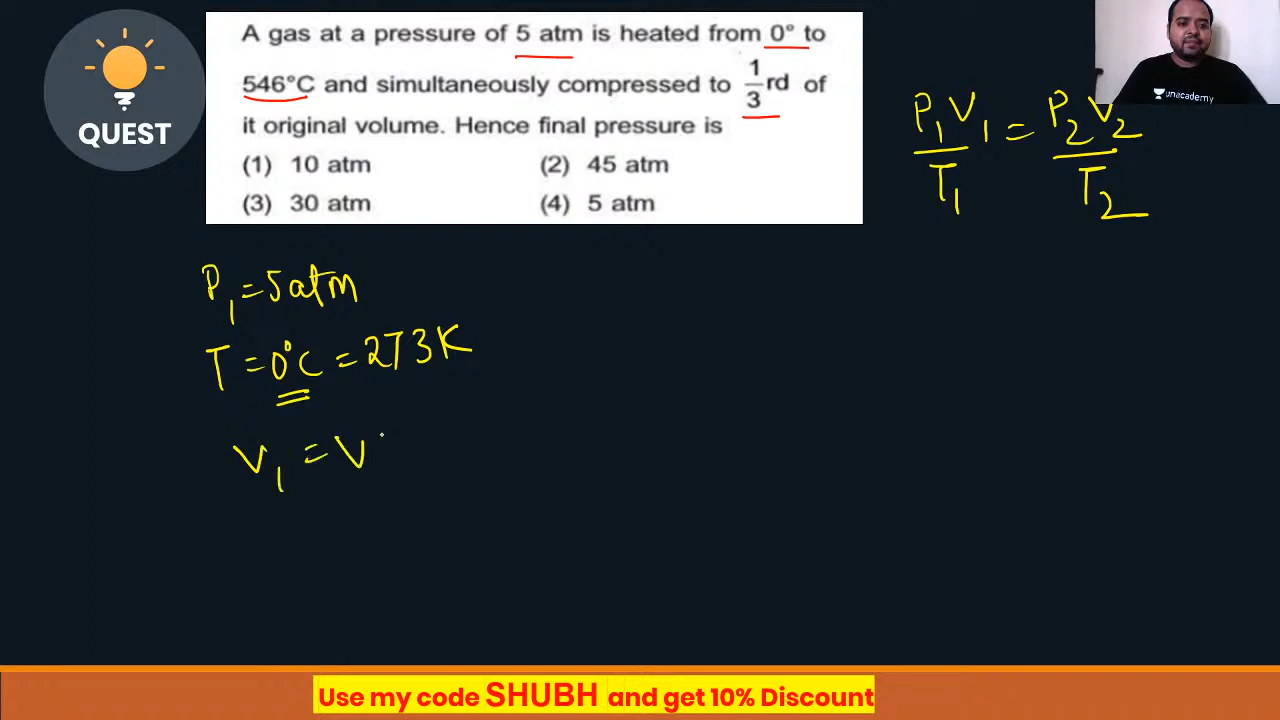 QUEST
A gas at a pressure of 5 atm is heated from 0° to
546°C and simultaneously compressed to 1/3rd of
it original volume. Hence final pressure is
(1) 10 atm (2) 45 atm
(3) 30 atm (4) 5 atm
unacademy
P₁V₁/T₁ = P₂V₂/T₂
P₁ = 5 atm
T = 0°C = 273K
V₁ = V
Use my code SHUBH and get 10% Discount